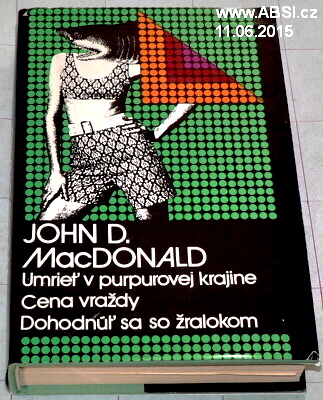 www.ABSI.cz
11.06.2015
JOHN D.
MacDONALD
Umrieť v purpurovej krajine
Cena vraždy
Dohodnúť sa so žralokom